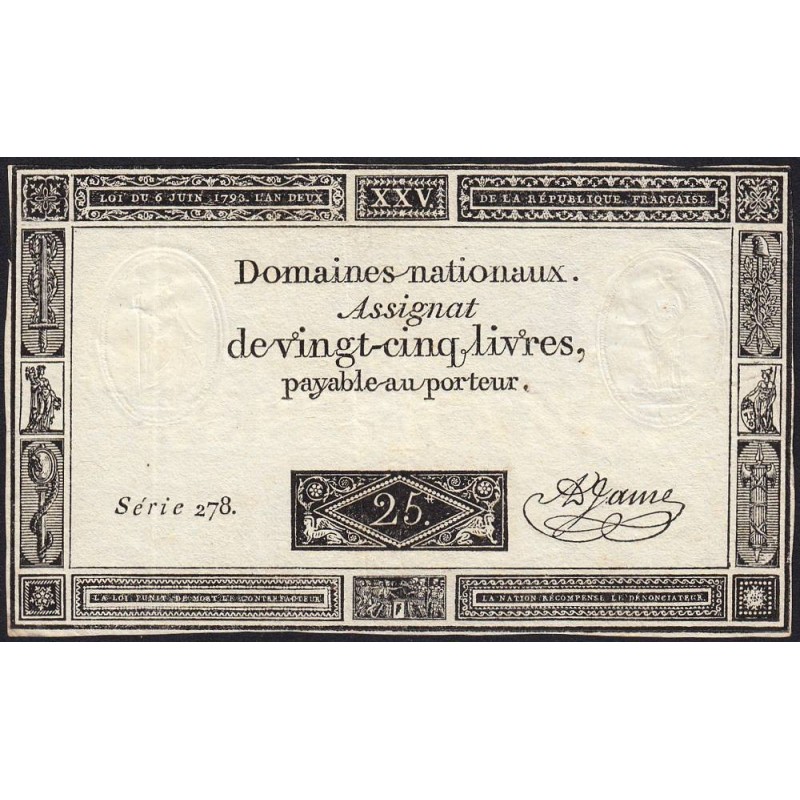 LOI DU 6 JUIN 1793. L'AN DEUX
XXV
DE LA RÉPUBLIQUE FRANÇAISE
Domaines nationaux.
Assignat
de vingt-cinq livres,
payable au porteur.
Série 278.
25.
A Jame
LA LOI PUNIT DE MORT LE CONTREFACTEUR
LA NATION RÉCOMPENSE LE DÉNONCIATEUR